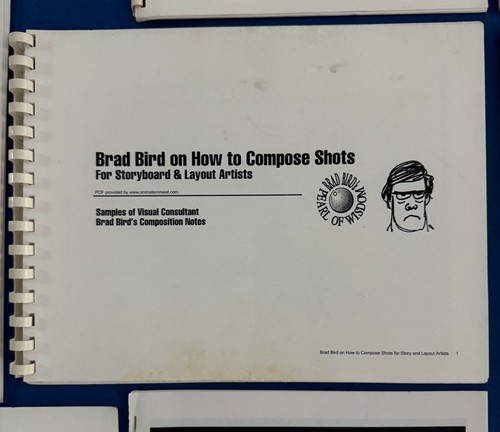 Brad Bird on How to Compose Shots
For Storyboard & Layout Artists
PDF provided by www.animationmeat.com
Samples of Visual Consultant
Brad Bird's Composition Notes
BRAD BIRD'S
PEARL OF WISDOM
Brad Bird on How to Compose Shots for Story and Layout Artists 1